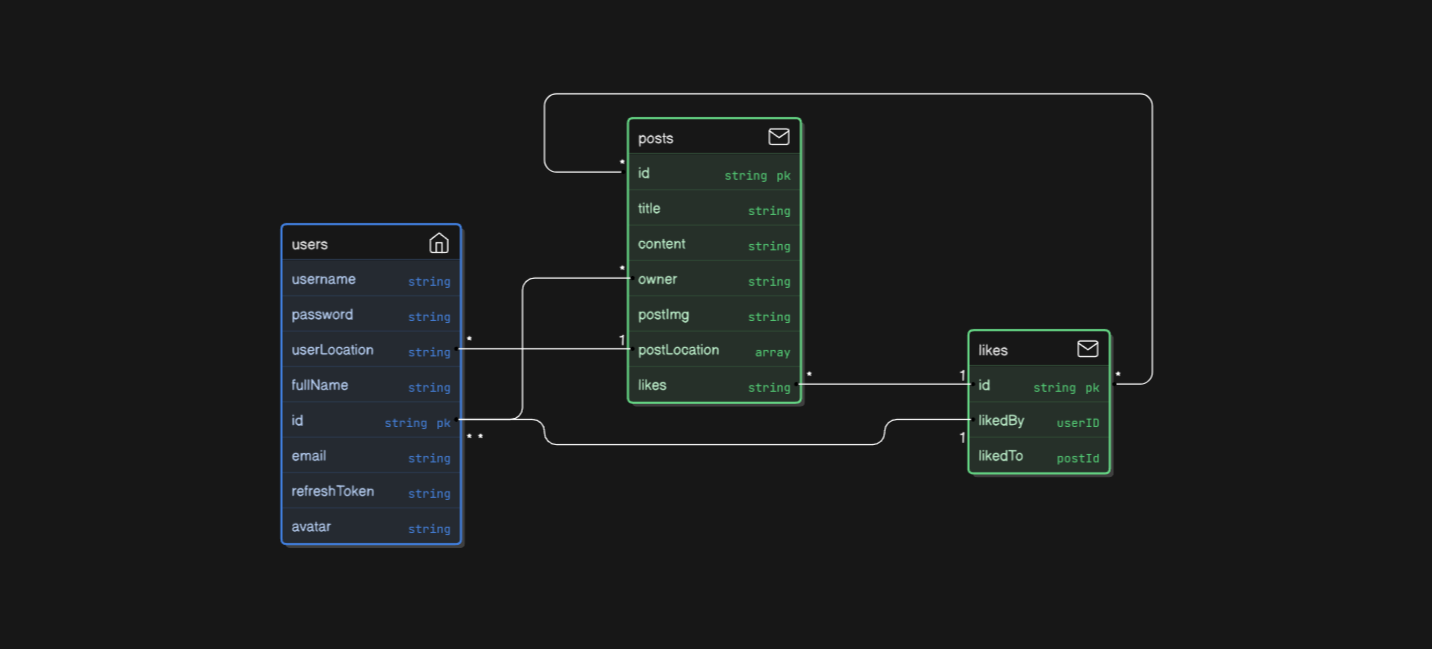 users
username string
password string
userLocation string
fullName string
id string pk
email string
refreshToken string
avatar string
* 
* *
posts
id string pk
title string
content string
owner string
postImg string
postLocation array
likes string
*
*
1
*
likes
id string pk
likedBy userID
likedTo postId
1
1
*